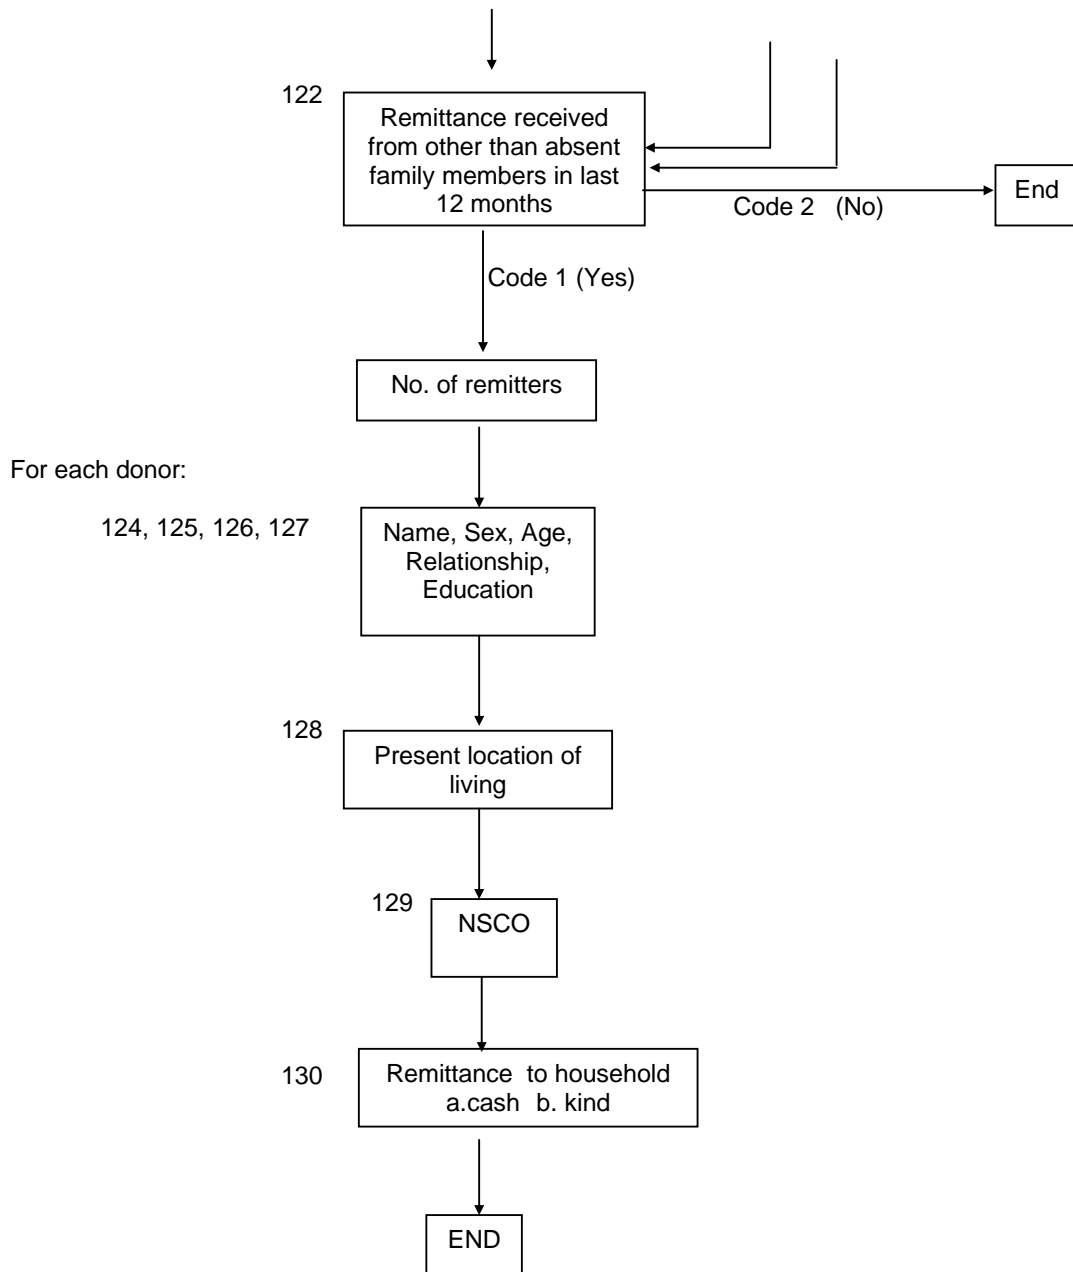 122
Remittance received
from other than absent
family members in last
12 months
Code 2 (No)
End
Code 1 (Yes)
No. of remitters
For each donor:
124, 125, 126, 127
Name, Sex, Age,
Relationship,
Education
128
Present location of
living
129
NSCO
130
Remittance to household
a.cash b. kind
END